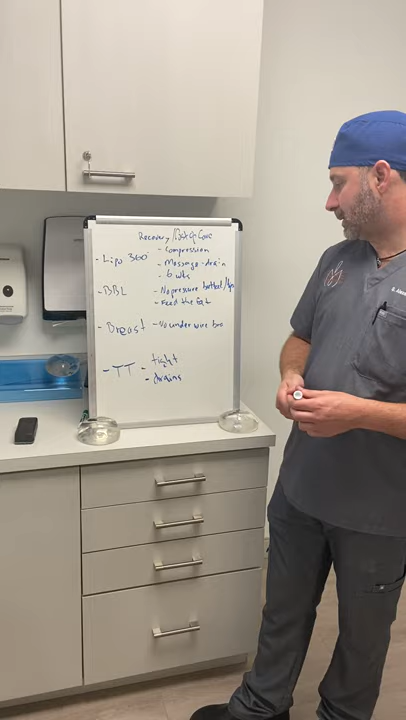 Recovery / Post Op Care
- Lipo 360° - Compression
- Massage - drain
- 6 wks
- BBL - No pressure buttock/hips
- Feed the fat
- Breast - No under wire bra
- TT - tight
- drains